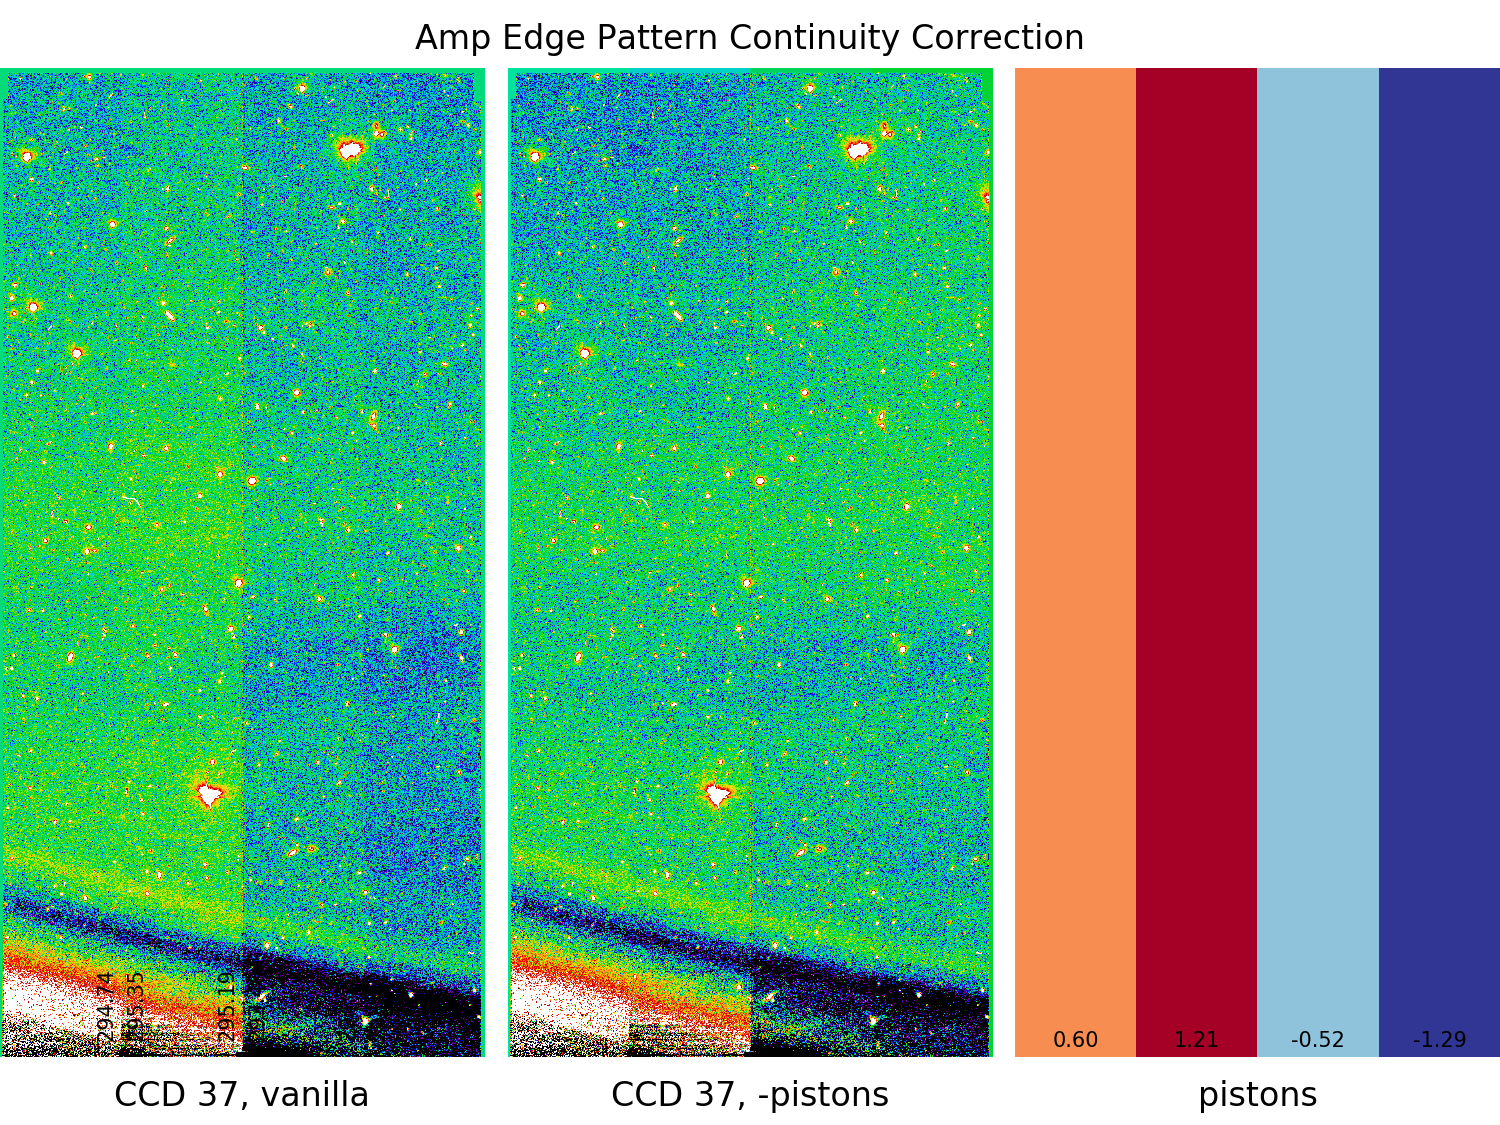 Amp Edge Pattern Continuity Correction
294.74
295.35
295.19
0.60
1.21
-0.52
-1.29
CCD 37, vanilla
CCD 37, -pistons
pistons